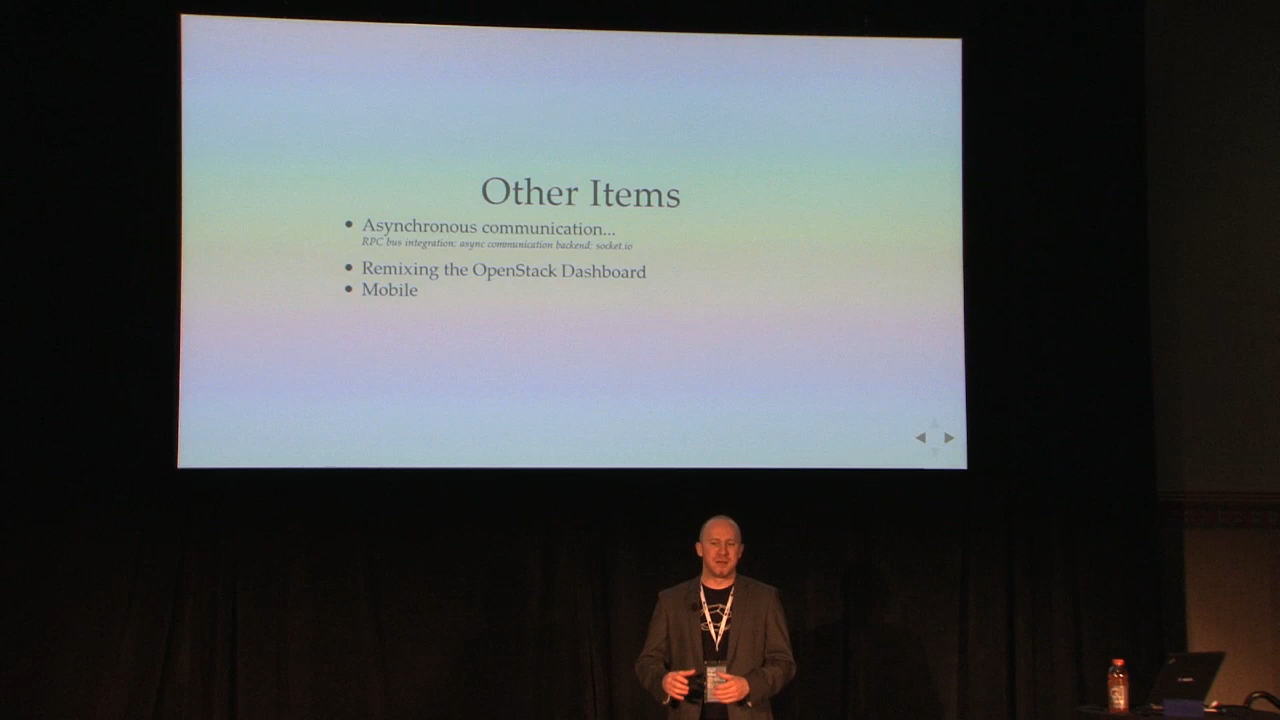 Other Items
Asynchronous communication...
RPC bus integration; async communication backend; socket.io
Remixing the OpenStack Dashboard
Mobile